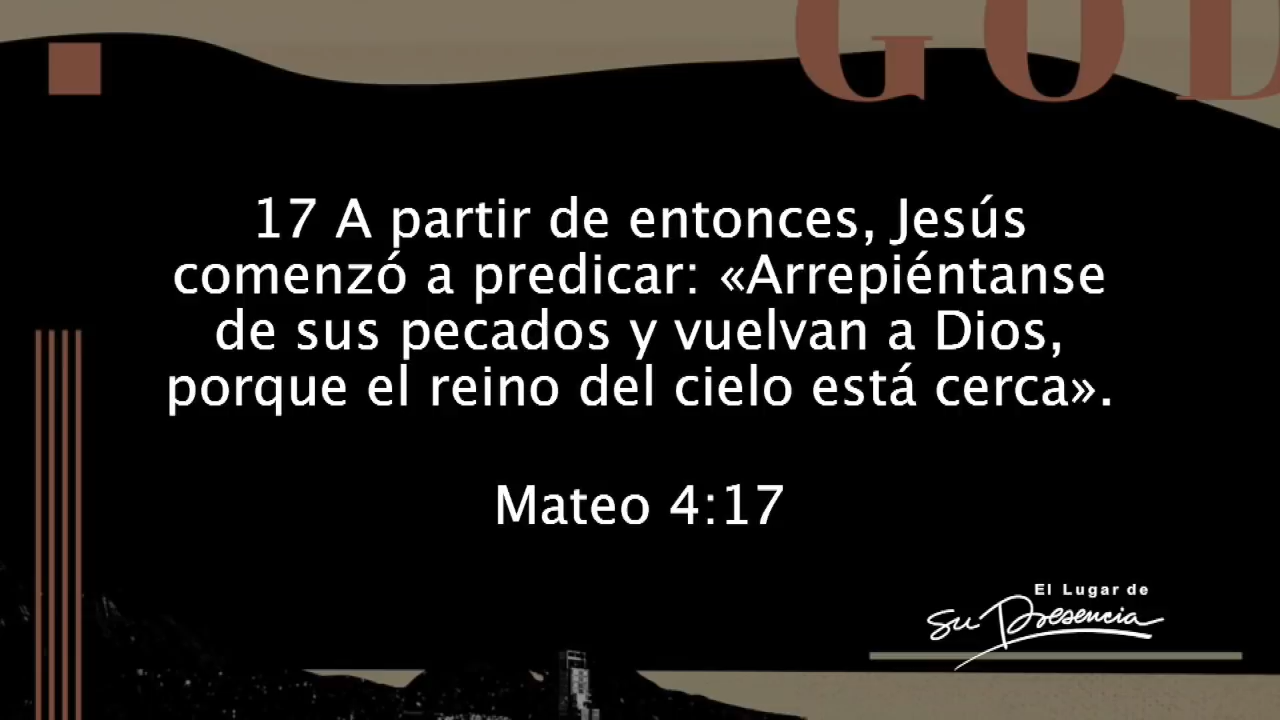 GOD
17 A partir de entonces, Jesús
comenzó a predicar: «Arrepiéntanse
de sus pecados y vuelvan a Dios,
porque el reino del cielo está cerca».
Mateo 4:17
El Lugar de
Su Presencia